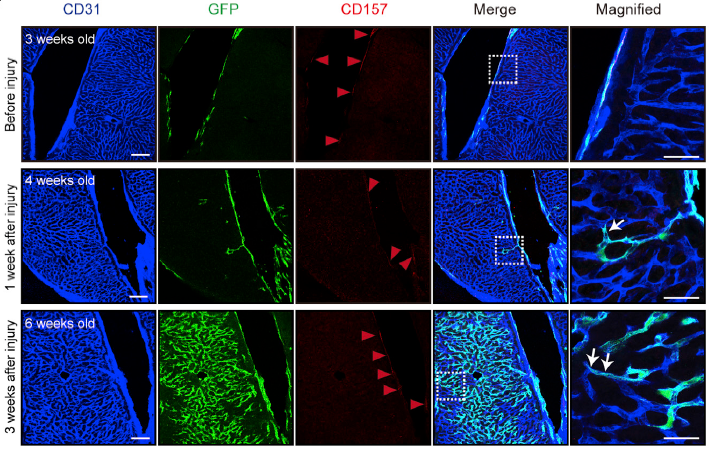 CD31 GFP CD157 Merge Magnified
Before injury
3 weeks old
1 week after injury
4 weeks old
3 weeks after injury
6 weeks old